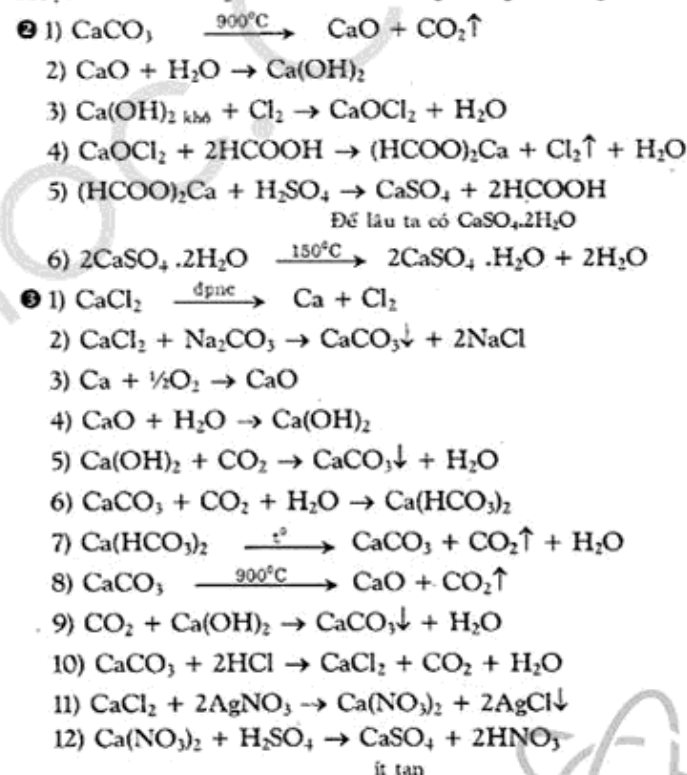 ❷ 1) CaCO₃ —900°C→ CaO + CO₂↑
2) CaO + H₂O → Ca(OH)₂
3) Ca(OH)₂ khô + Cl₂ → CaOCl₂ + H₂O
4) CaOCl₂ + 2HCOOH → (HCOO)₂Ca + Cl₂↑ + H₂O
5) (HCOO)₂Ca + H₂SO₄ → CaSO₄ + 2HCOOH
Để lâu ta có CaSO₄.2H₂O
6) 2CaSO₄ .2H₂O —150°C→ 2CaSO₄ .H₂O + 2H₂O
❸ 1) CaCl₂ —đpnc→ Ca + Cl₂
2) CaCl₂ + Na₂CO₃ → CaCO₃↓ + 2NaCl
3) Ca + ½O₂ → CaO
4) CaO + H₂O → Ca(OH)₂
5) Ca(OH)₂ + CO₂ → CaCO₃↓ + H₂O
6) CaCO₃ + CO₂ + H₂O → Ca(HCO₃)₂
7) Ca(HCO₃)₂ —t°→ CaCO₃ + CO₂↑ + H₂O
8) CaCO₃ —900°C→ CaO + CO₂↑
9) CO₂ + Ca(OH)₂ → CaCO₃↓ + H₂O
10) CaCO₃ + 2HCl → CaCl₂ + CO₂ + H₂O
11) CaCl₂ + 2AgNO₃ → Ca(NO₃)₂ + 2AgCl↓
12) Ca(NO₃)₂ + H₂SO₄ → CaSO₄ + 2HNO₃
ít tan